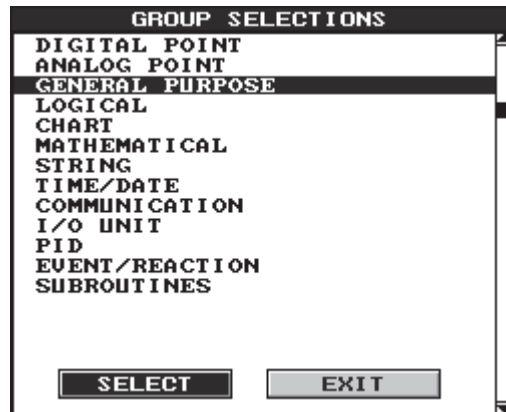 GROUP SELECTIONS
DIGITAL POINT
ANALOG POINT
GENERAL PURPOSE
LOGICAL
CHART
MATHEMATICAL
STRING
TIME/DATE
COMMUNICATION
I/O UNIT
PID
EVENT/REACTION
SUBROUTINES
SELECT EXIT